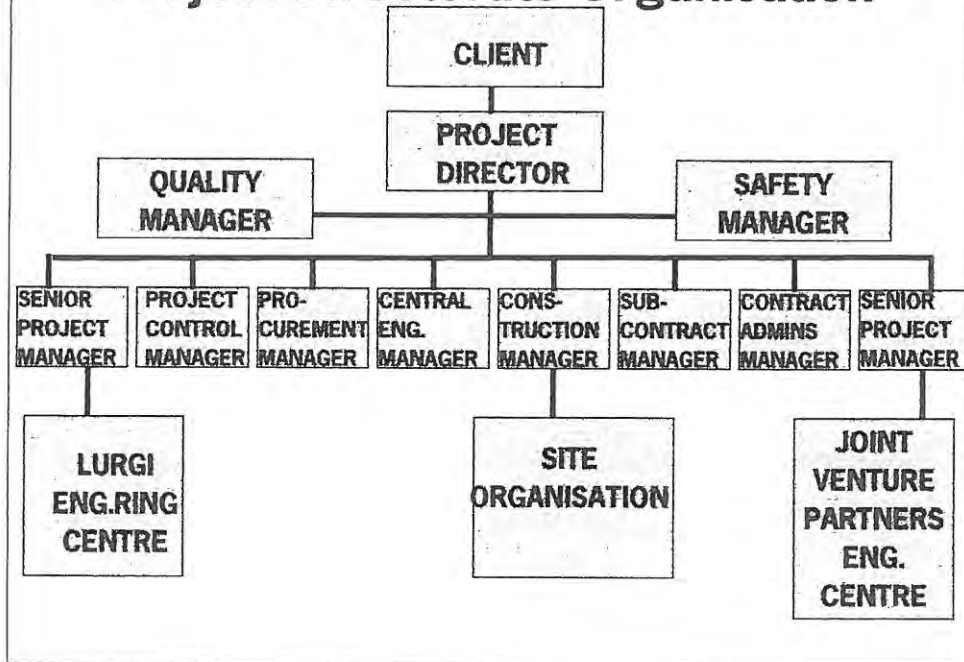 CLIENT
PROJECT
DIRECTOR
QUALITY
MANAGER
SAFETY
MANAGER
SENIOR
PROJECT
MANAGER
PROJECT
CONTROL
MANAGER
PRO-
CUREMENT
MANAGER
CENTRAL
ENG.
MANAGER
CONS-
TRUCTION
MANAGER
SUB-
CONTRACT
MANAGER
CONTRACT
ADMINS
MANAGER
SENIOR
PROJECT
MANAGER
LURGI
ENG.RING
CENTRE
SITE
ORGANISATION
JOINT
VENTURE
PARTNERS
ENG.
CENTRE